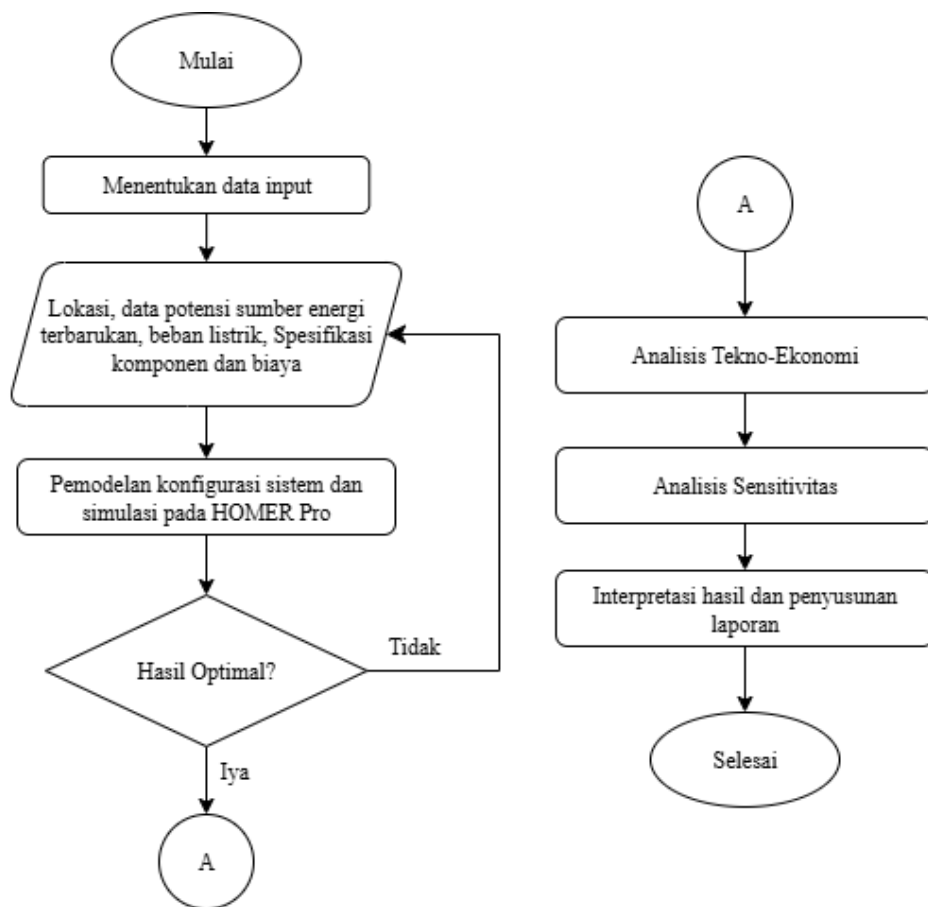 Mulai
Menentukan data input
Lokasi, data potensi sumber energi
terbarukan, beban listrik, Spesifikasi
komponen dan biaya
Pemodelan konfigurasi sistem dan
simulasi pada HOMER Pro
Hasil Optimal?
Tidak
Iya
A
A
Analisis Tekno-Ekonomi
Analisis Sensitivitas
Interpretasi hasil dan penyusunan
laporan
Selesai